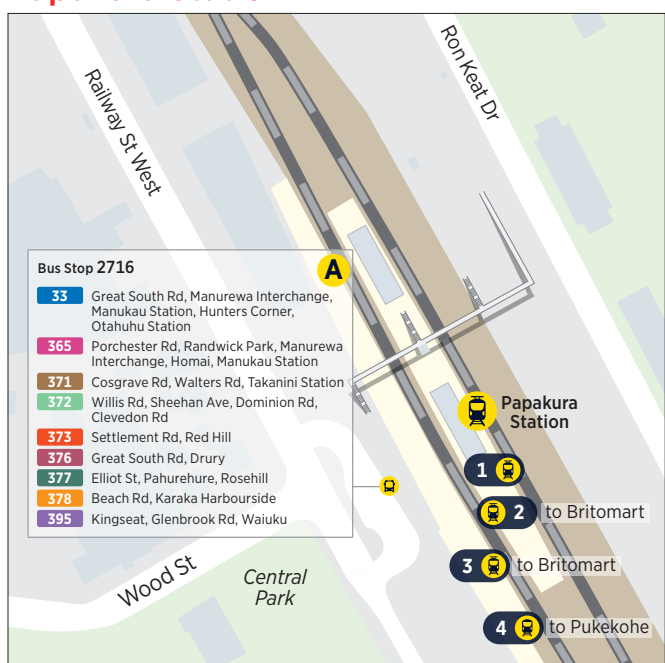 Railway St West
Ron Keat Dr
Bus Stop 2716
A
33 Great South Rd, Manurewa Interchange,
Manukau Station, Hunters Corner,
Otahuhu Station
365 Porchester Rd, Randwick Park, Manurewa
Interchange, Homai, Manukau Station
371 Cosgrave Rd, Walters Rd, Takanini Station
372 Willis Rd, Sheehan Ave, Dominion Rd,
Clevedon Rd
373 Settlement Rd, Red Hill
376 Great South Rd, Drury
377 Elliot St, Pahurehure, Rosehill
378 Beach Rd, Karaka Harbourside
395 Kingseat, Glenbrook Rd, Waiuku
Papakura
Station
1
2 to Britomart
3 to Britomart
4 to Pukekohe
Wood St
Central
Park